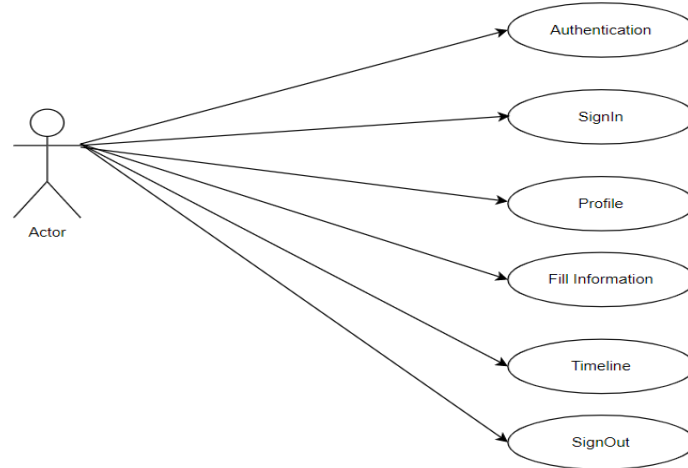 Authentication
SignIn
Profile
Actor
Fill Information
Timeline
SignOut